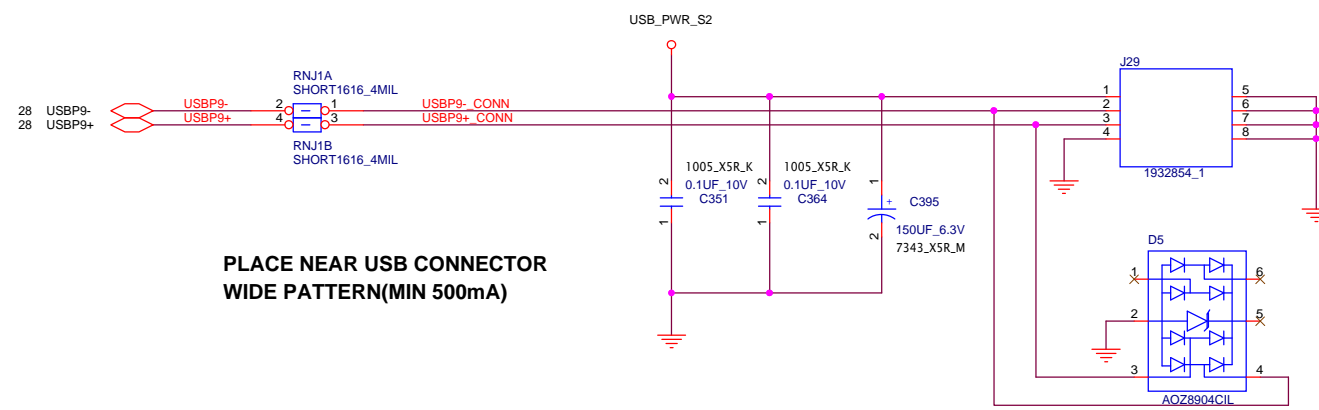 USB_PWR_S2
J29
RNJ1A
SHORT1616_4MIL
28 USBP9- USBP9- 2 1 USBP9-_CONN
28 USBP9+ USBP9+ 4 3 USBP9+_CONN
RNJ1B
SHORT1616_4MIL
1 5
2 6
3 7
4 8
1932854_1
2 1005_X5R_K 2 1005_X5R_K 1
0.1UF_10V 0.1UF_10V + C395
C351 C364
1 1 2 150UF_6.3V
7343_X5R_M
PLACE NEAR USB CONNECTOR
WIDE PATTERN(MIN 500mA)
D5
1 6
2 5
3 4
AOZ8904CIL